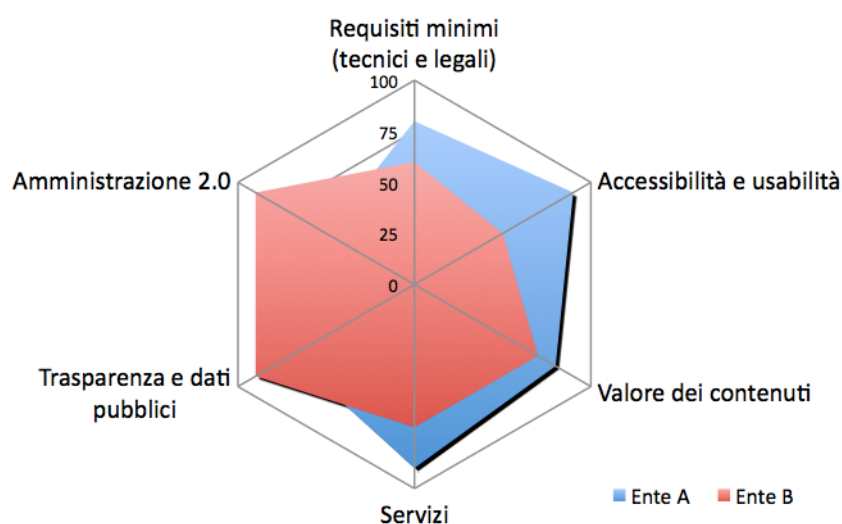 Requisiti minimi
(tecnici e legali)
100
75
50
25
0
Amministrazione 2.0
Accessibilità e usabilità
Trasparenza e dati
pubblici
Valore dei contenuti
Servizi
Ente A
Ente B